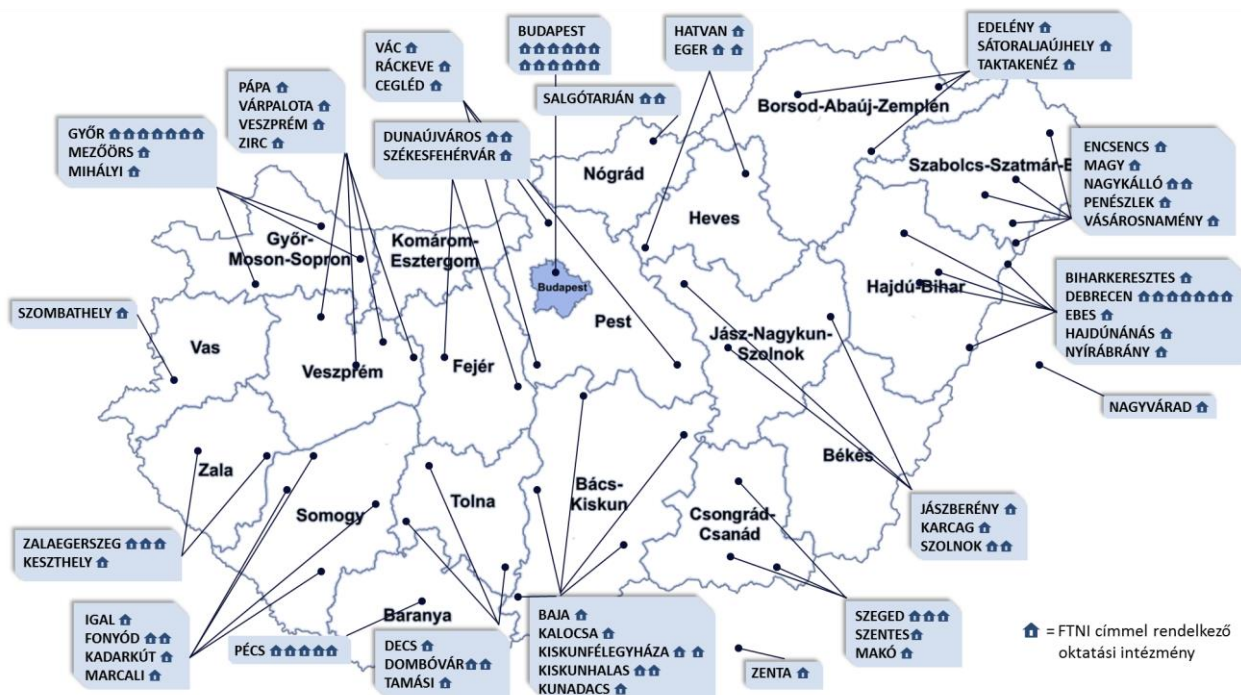 BUDAPEST
HATVAN
EGER
EDELÉNY
SÁTORALJAÚJHELY
TAKTAKENÉZ
VÁC
RÁCKEVE
CEGLÉD
PÁPA
VÁRPALOTA
VESZPRÉM
ZIRC
SALGÓTARJÁN
Borsod-Abaúj-Zemplén
GYŐR
MEZŐÖRS
MIHÁLYI
DUNAÚJVÁROS
SZÉKESFEHÉRVÁR
ENCSENCS
MAGY
NAGYKÁLLÓ
PENÉSZLEK
VÁSÁROSNAMÉNY
Szabolcs-Szatmár-B
Nógrád
Heves
Győr-
Moson-Sopron
Komárom-
Esztergom
Budapest
Pest
Hajdú-Bihar
BIHARKERESZTES
DEBRECEN
EBES
HAJDÚNÁNÁS
NYÍRÁBRÁNY
SZOMBATHELY
Vas
Veszprém
Fejér
Jász-Nagykun-
Szolnok
NAGYVÁRAD
Zala
Somogy
Tolna
Bács-
Kiskun
Csongrád-
Csanád
Békés
JÁSZBERÉNY
KARCAG
SZOLNOK
ZALAEGERSZEG
KESZTHELY
IGAL
FONYÓD
KADARKÚT
MARCALI
Baranya
PÉCS
DECS
DOMBÓVÁR
TAMÁSI
BAJA
KALOCSA
KISKUNFÉLEGYHÁZA
KISKUNHALAS
KUNADACS
SZEGED
SZENTES
MAKÓ
ZENTA
= FTNI címmel rendelkező
oktatási intézmény